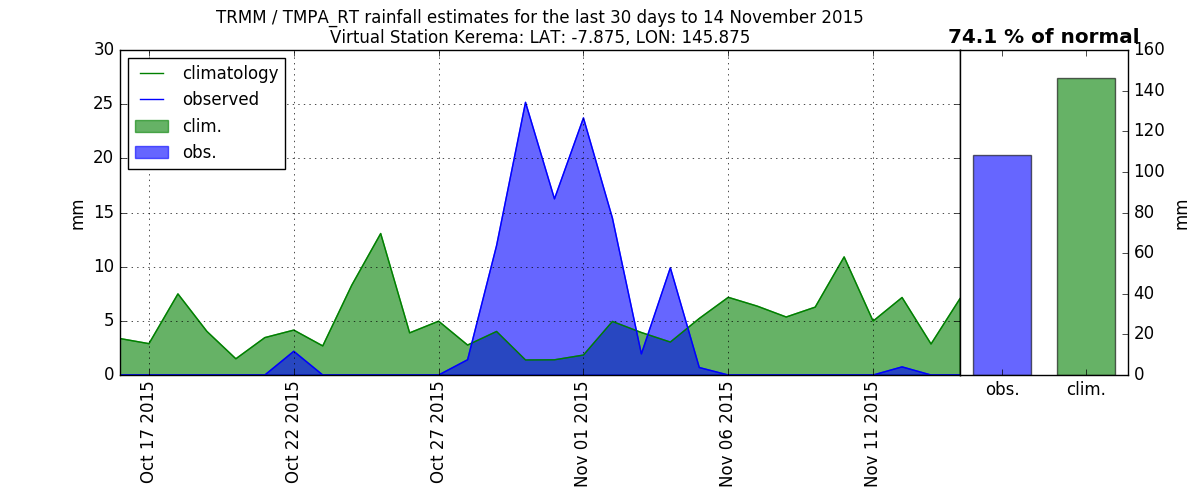 TRMM / TMPA_RT rainfall estimates for the last 30 days to 14 November 2015
Virtual Station Kerema: LAT: -7.875, LON: 145.875
74.1 % of normal
climatology
observed
clim.
obs.
30
25
20
15
10
5
0
mm
Oct 17 2015
Oct 22 2015
Oct 27 2015
Nov 01 2015
Nov 06 2015
Nov 11 2015
160
140
120
100
80
60
40
20
0
mm
obs.
clim.